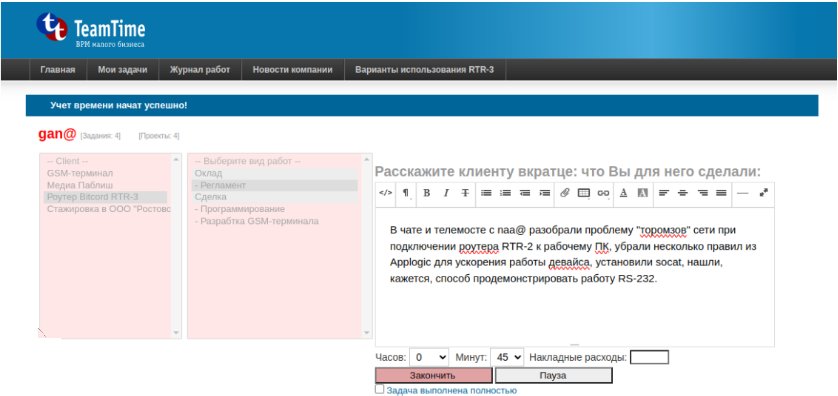 TeamTime
BPM малого бизнеса
Главная Мои задачи Журнал работ Новости компании Варианты использования RTR-3
Учет времени начат успешно!
gan@ [Задания: 4] [Проекты: 4]
-- Client --
GSM-терминал
Медиа Паблиш
Роутер Bitcord RTR-3
Стажировка в ООО "Ростовс
-- Выберите вид работ --
Оклад
- Регламент
Сделка
- Программирование
- Разрабтка GSM-терминала
Расскажите клиенту вкратце: что Вы для него сделали:
В чате и телемосте с naa@ разобрали проблему "торомзов" сети при
подключении роутера RTR-2 к рабочему ПК, убрали несколько правил из
Applogic для ускорения работы девайса, установили socat, нашли,
кажется, способ продемонстрировать работу RS-232.
Часов: 0 Минут: 45 Накладные расходы:
Закончить Пауза
Задача выполнена полностью